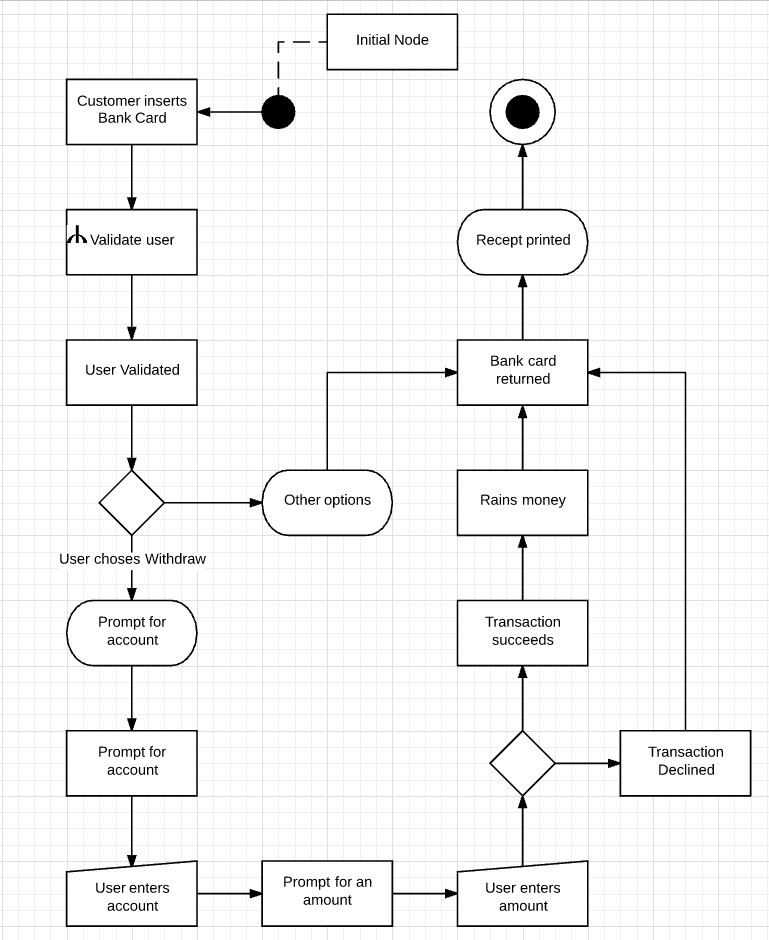 Initial Node
Customer inserts
Bank Card
Validate user
Recept printed
User Validated
Bank card
returned
Other options
Rains money
User choses Withdraw
Prompt for
account
Transaction
succeeds
Prompt for
account
Transaction
Declined
User enters
account
Prompt for an
amount
User enters
amount